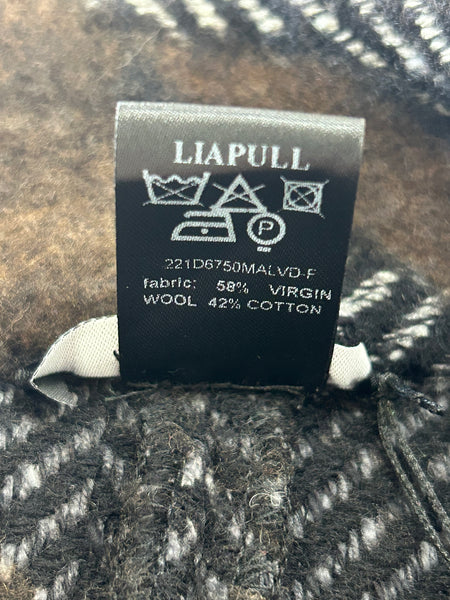 LIAPULL
P
221D6750MALVD-F
fabric: 58% VIRGIN
WOOL 42% COTTON